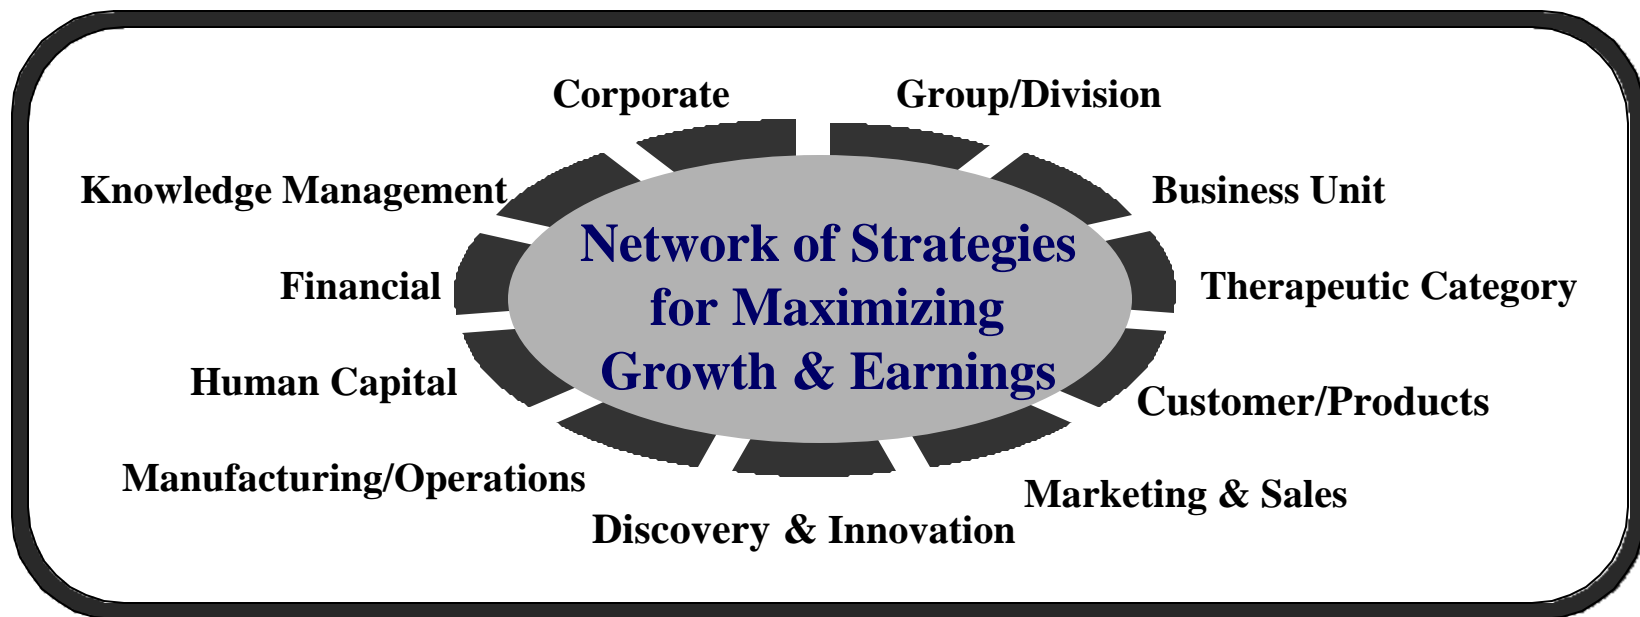 Corporate
Group/Division
Knowledge Management
Business Unit
Network of Strategies
for Maximizing
Growth & Earnings
Financial
Therapeutic Category
Human Capital
Customer/Products
Manufacturing/Operations
Marketing & Sales
Discovery & Innovation